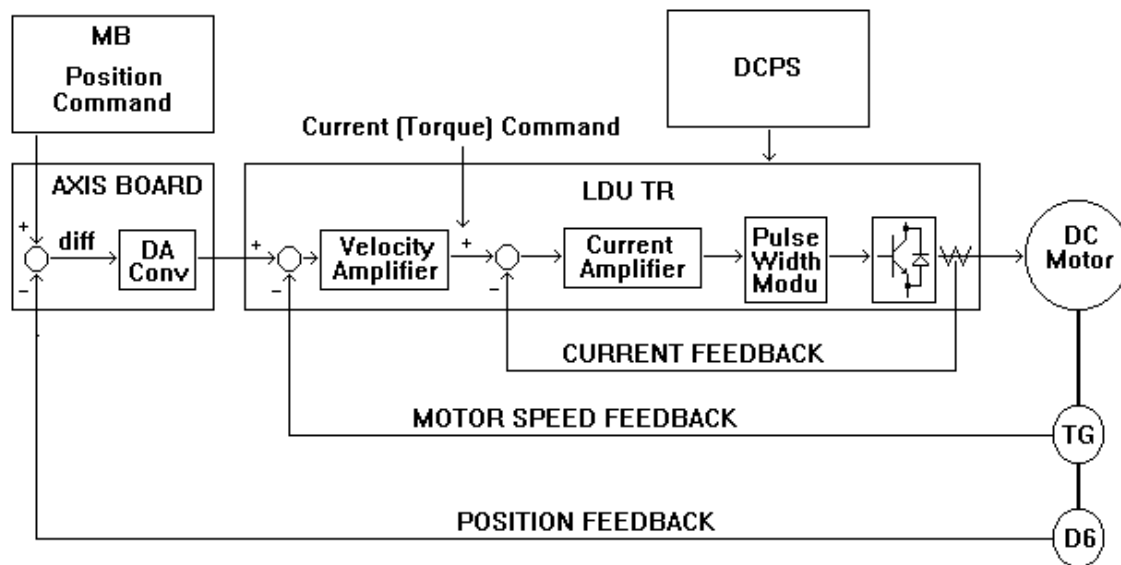 MB
Position
Command
DCPS
Current (Torque) Command
AXIS BOARD
LDU TR
+
diff
DA
Conv
−
+
−
Velocity
Amplifier
+
−
Current
Amplifier
Pulse
Width
Modu
DC
Motor
CURRENT FEEDBACK
MOTOR SPEED FEEDBACK
TG
POSITION FEEDBACK
D6